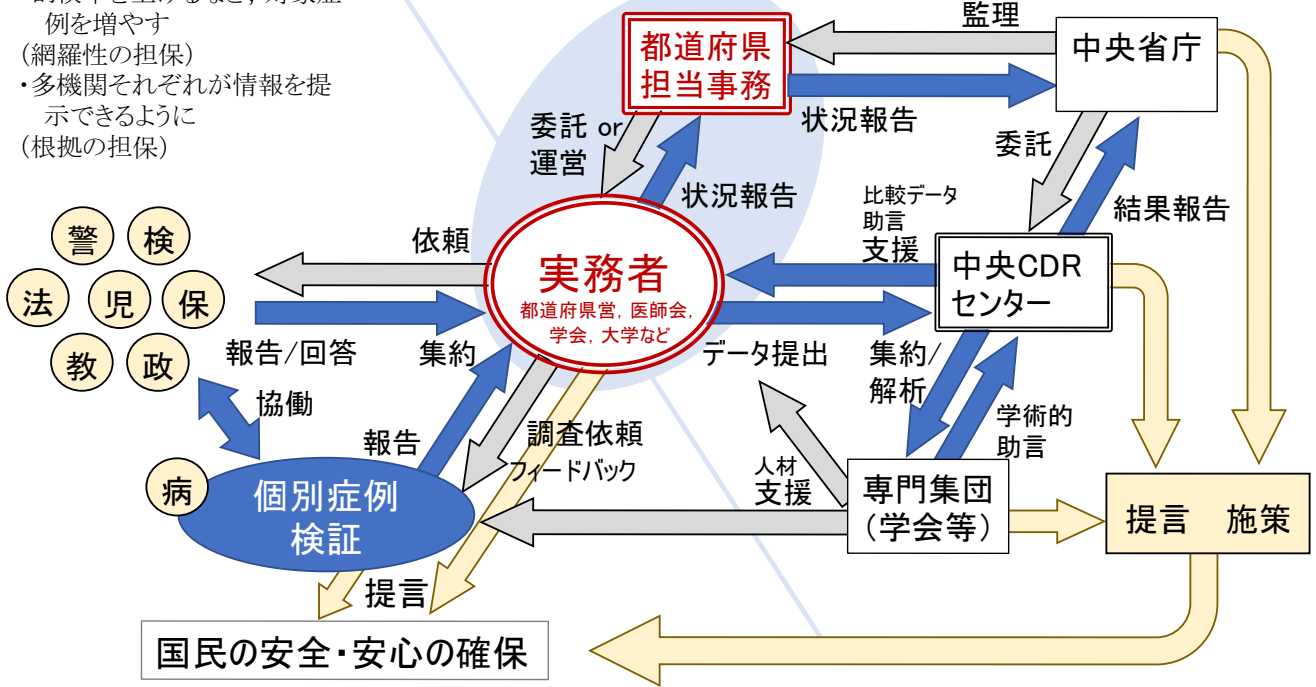 例を増やす
(網羅性の担保)
・多機関それぞれが情報を提
示できるように
(根拠の担保)
都道府県
担当事務
監理
中央省庁
状況報告
委託 or
運営
状況報告
委託
結果報告
比較データ
助言
支援
中央CDR
センター
警
検
法
児
保
教
政
依頼
実務者
都道府県営, 医師会,
学会, 大学など
報告/回答
集約
データ提出
集約/
解析
学術的
助言
協働
報告
調査依頼
フィードバック
人材
支援
病
個別症例
検証
専門集団
(学会等)
提言 施策
提言
国民の安全・安心の確保